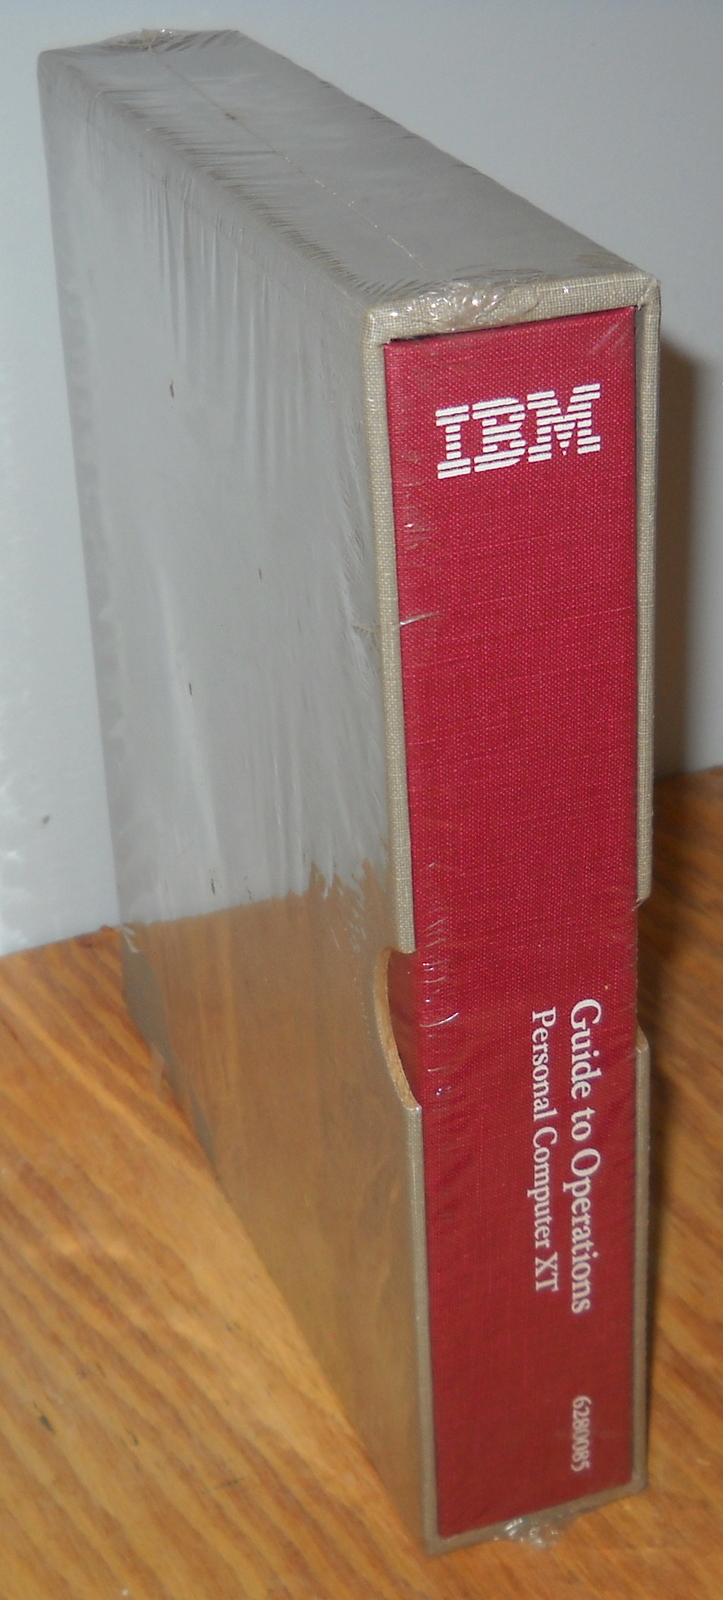 IBM
Guide to Operations
Personal Computer XT
6280085